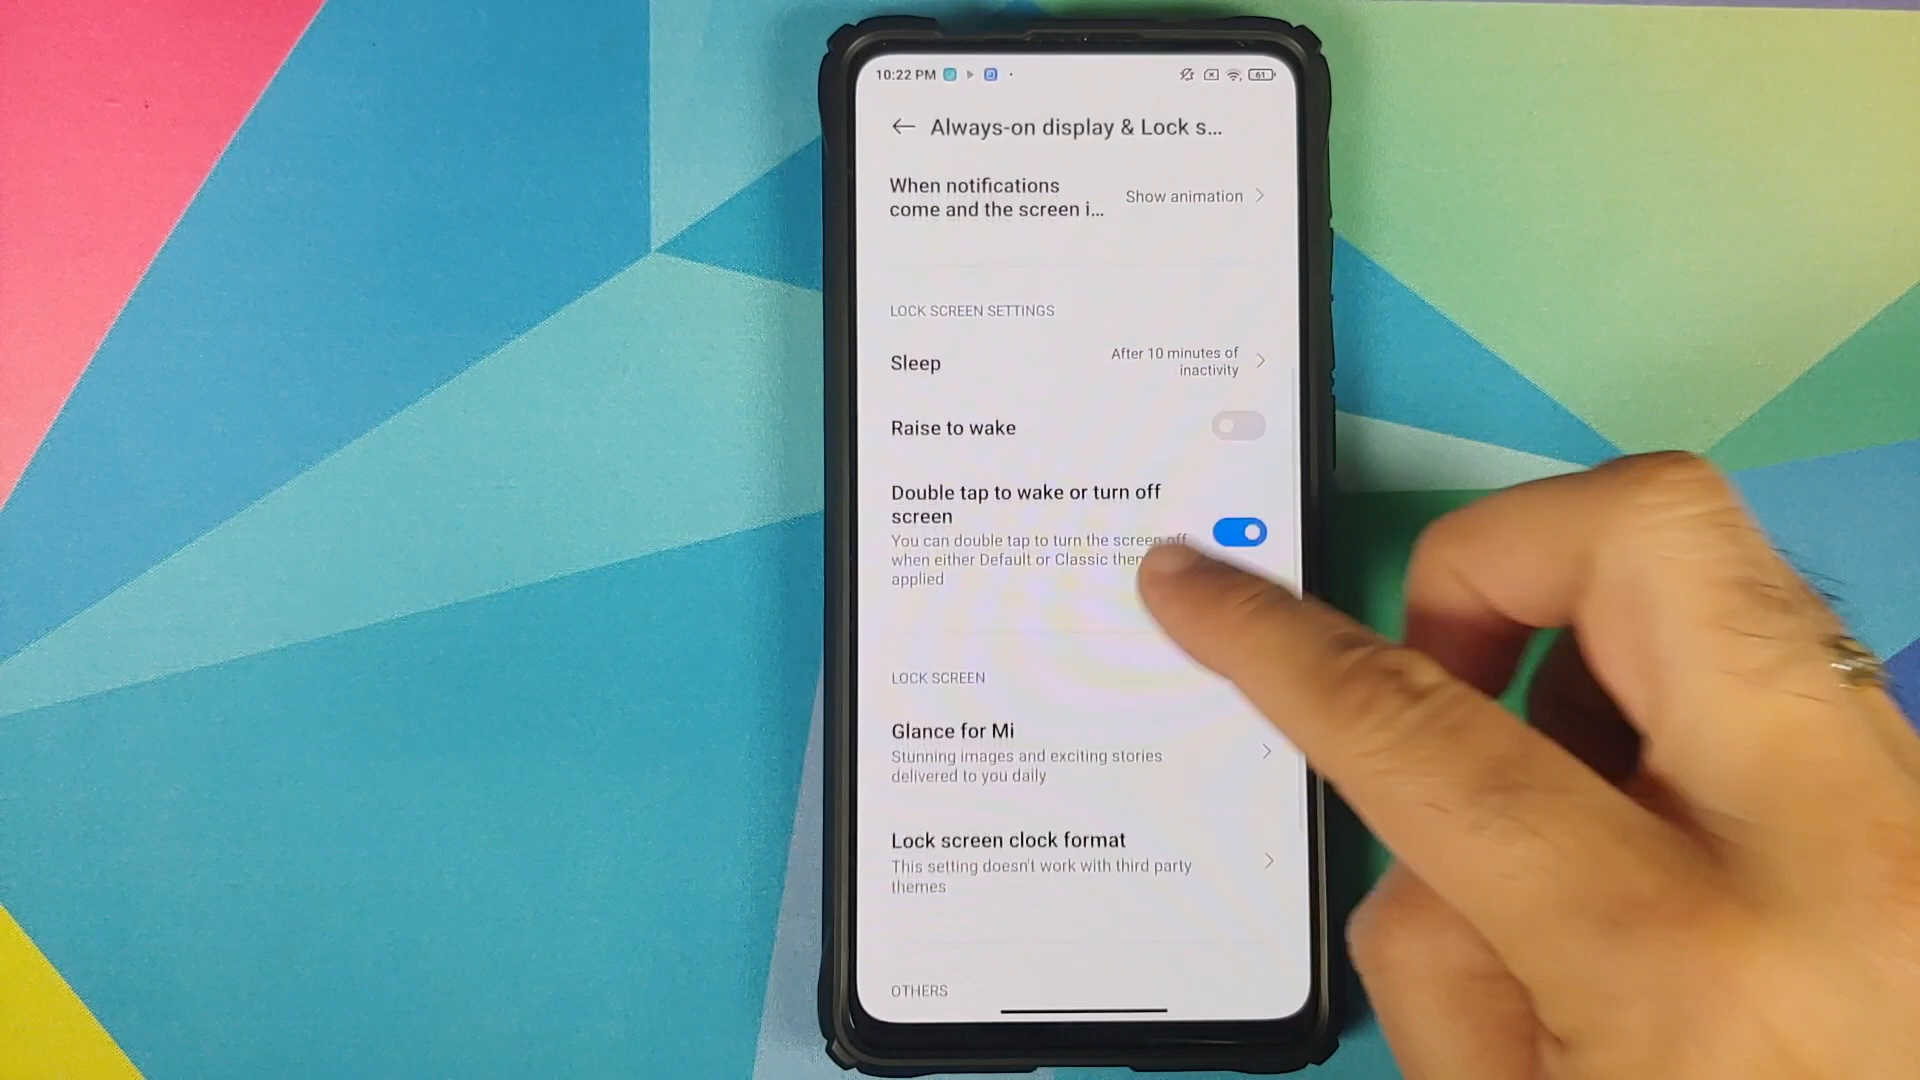 10:22 PM
61
Always-on display & Lock s...
When notifications
come and the screen i...
Show animation
LOCK SCREEN SETTINGS
Sleep
After 10 minutes of
inactivity
Raise to wake
Double tap to wake or turn off
screen
You can double tap to turn the screen off
when either Default or Classic
applied
LOCK SCREEN
Glance for Mi
Stunning images and exciting stories
delivered to you daily
Lock screen clock format
This setting doesn't work with third party
themes
OTHERS